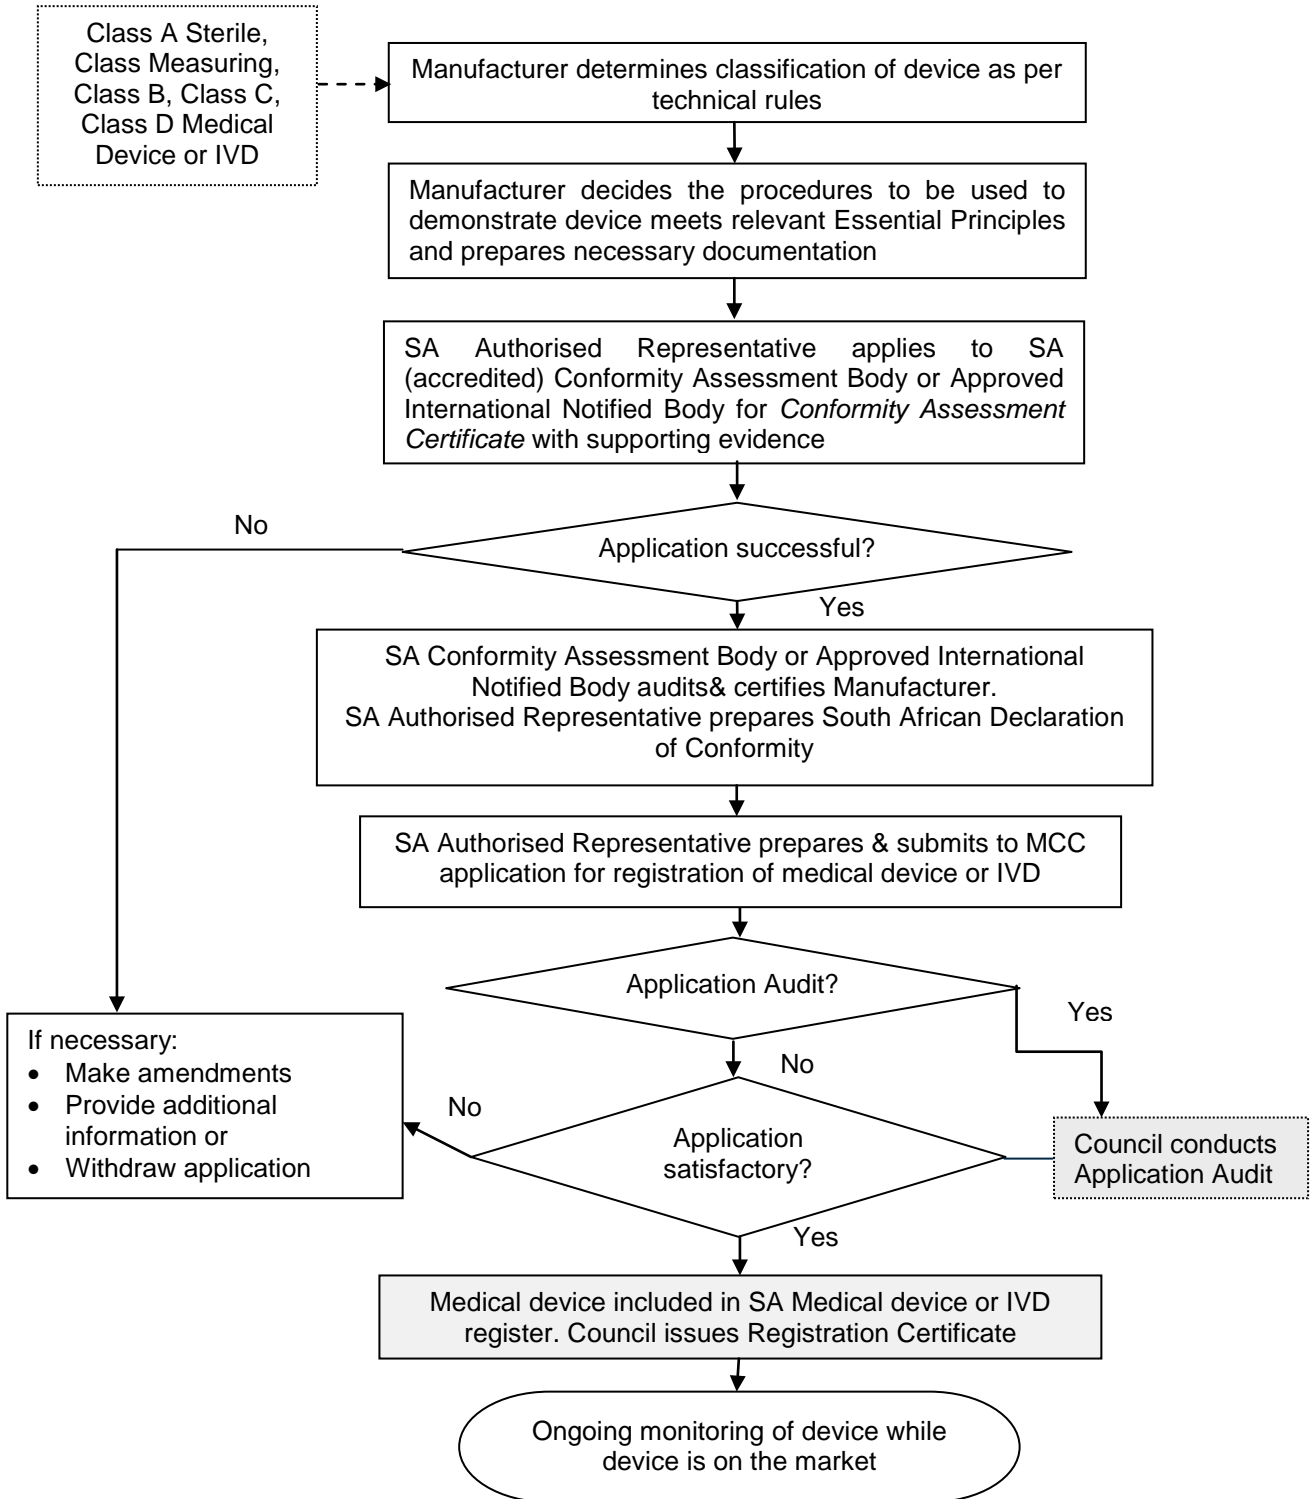 Class A Sterile,
Class Measuring,
Class B, Class C,
Class D Medical
Device or IVD
Manufacturer determines classification of device as per
technical rules
Manufacturer decides the procedures to be used to
demonstrate device meets relevant Essential Principles
and prepares necessary documentation
SA Authorised Representative applies to SA
(accredited) Conformity Assessment Body or Approved
International Notified Body for Conformity Assessment
Certificate with supporting evidence
No
Application successful?
Yes
SA Conformity Assessment Body or Approved International
Notified Body audits& certifies Manufacturer.
SA Authorised Representative prepares South African Declaration
of Conformity
SA Authorised Representative prepares & submits to MCC
application for registration of medical device or IVD
Application Audit?
Yes
No
If necessary:
• Make amendments
• Provide additional
information or
• Withdraw application
No
Application
satisfactory?
Council conducts
Application Audit
Yes
Medical device included in SA Medical device or IVD
register. Council issues Registration Certificate
Ongoing monitoring of device while
device is on the market